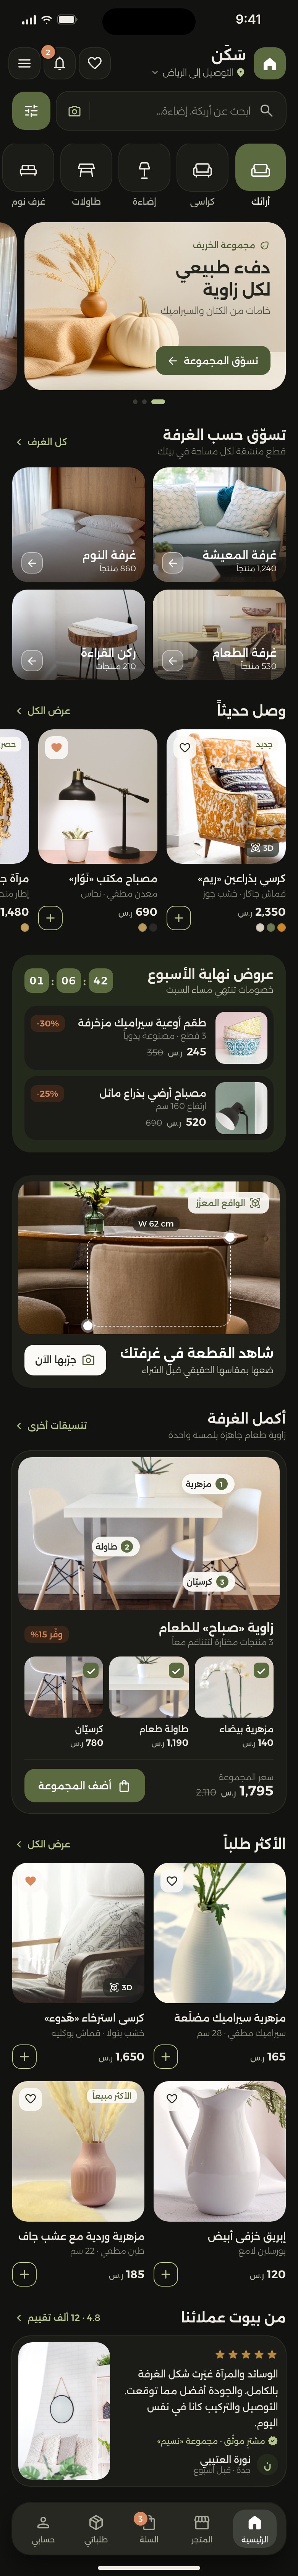 9:41
سَكَن
التوصيل إلى الرياض
2
ابحث عن أريكة، إضاءة...
أرائك
كراسي
إضاءة
طاولات
غرف نوم
مجموعة الخريف
دفء طبيعي
لكل زاوية
خامات من الكتان والسيراميك
تسوّق المجموعة
تسوّق حسب الغرفة
كل الغرف
قطع منسّقة لكل مساحة في بيتك
غرفة المعيشة
1,240 منتجاً
غرفة النوم
860 منتجاً
غرفة الطعام
530 منتجاً
ركن القراءة
210 منتجات
وصل حديثاً
عرض الكل
جديد
3D
كرسي بذراعين «ريم»
قماش جاكار · خشب جوز
2,350 ر.س
مصباح مكتب «نَوّار»
معدن مطفي · نحاس
690 ر.س
حصر
مرآة ج
إطار منح
1,480
عروض نهاية الأسبوع
خصومات تنتهي مساء السبت
01 : 06 : 42
طقم أوعية سيراميك مزخرفة
-30%
3 قطع · مصنوعة يدوياً
245 ر.س 350
مصباح أرضي بذراع مائل
-25%
ارتفاع 160 سم
520 ر.س 690
الواقع المعزّز
W 62 cm
شاهد القطعة في غرفتك
ضعها بمقاسها الحقيقي قبل الشراء
جرّبها الآن
أكمل الغرفة
تنسيقات أخرى
زاوية طعام جاهزة بلمسة واحدة
1 مزهرية
2 طاولة
3 كرسيّان
زاوية «صباح» للطعام
وفّر 15%
3 منتجات مختارة لتتناغم معاً
مزهرية بيضاء
140 ر.س
طاولة طعام
1,190 ر.س
كرسيّان
780 ر.س
سعر المجموعة
1,795 ر.س 2,110
أضف المجموعة
الأكثر طلباً
عرض الكل
مزهرية سيراميك مضلّعة
سيراميك مطفي · 28 سم
165 ر.س
3D
كرسي استرخاء «هُدوء»
خشب بتولا · قماش بوكليه
1,650 ر.س
إبريق خزفي أبيض
بورسلين لامع
120 ر.س
الأكثر مبيعاً
مزهرية وردية مع عشب جاف
طين مطفي · 22 سم
185 ر.س
من بيوت عملائنا
4.8 · 12 ألف تقييم
الوسائد والمرآة غيّرت شكل الغرفة
بالكامل، والجودة أفضل مما توقعت.
التوصيل والتركيب كانا في نفس
اليوم.
مشترٍ موثّق · مجموعة «نسيم»
ن
نورة العتيبي
جدة · قبل أسبوع
الرئيسية
المتجر
3
السلة
طلباتي
حسابي